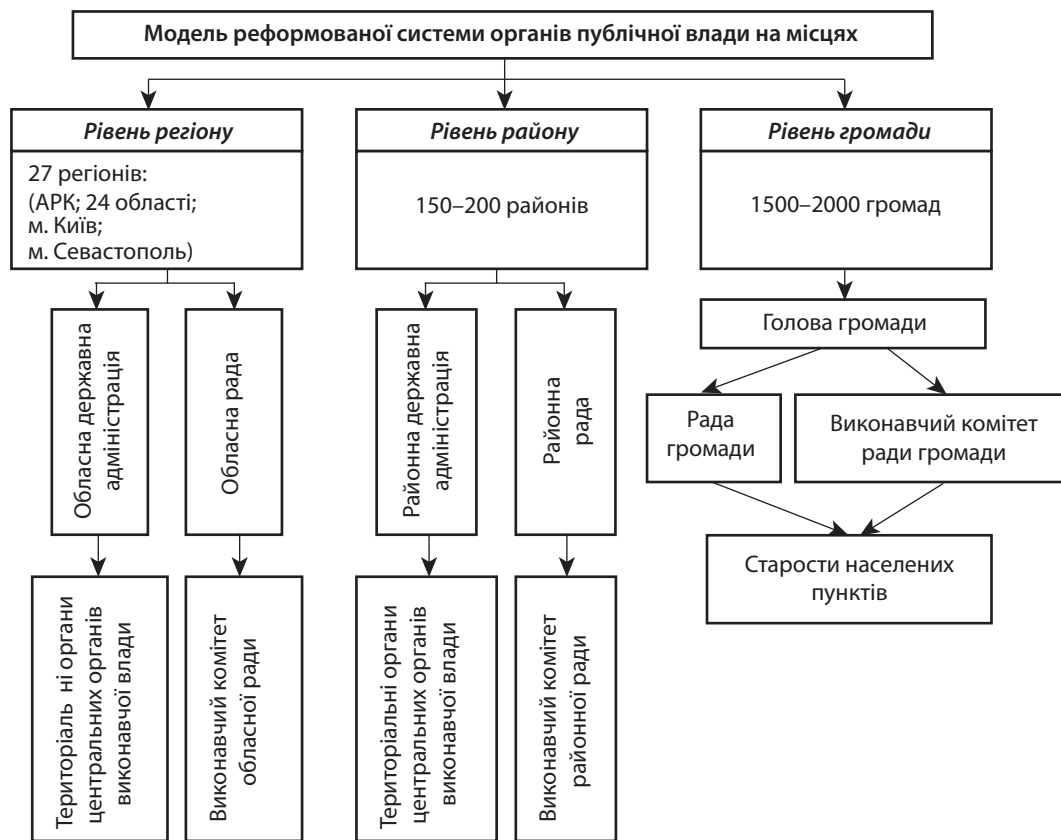 Модель реформованої системи органів публічної влади на місцях
Рівень регіону
27 регіонів:
(АРК; 24 області;
м. Київ;
м. Севастополь)
Обласна державна
адміністрація
Обласна рада
Територіаль ні органи
центральних органів
виконавчої влади
Виконавчий комітет
обласної ради
Рівень району
150–200 районів
Районна державна
адміністрація
Районна
рада
Територіальні органи
центральних органів
виконавчої влади
Виконавчий комітет
районної ради
Рівень громади
1500–2000 громад
Голова громади
Рада
громади
Виконавчий комітет
ради громади
Старости населених
пунктів